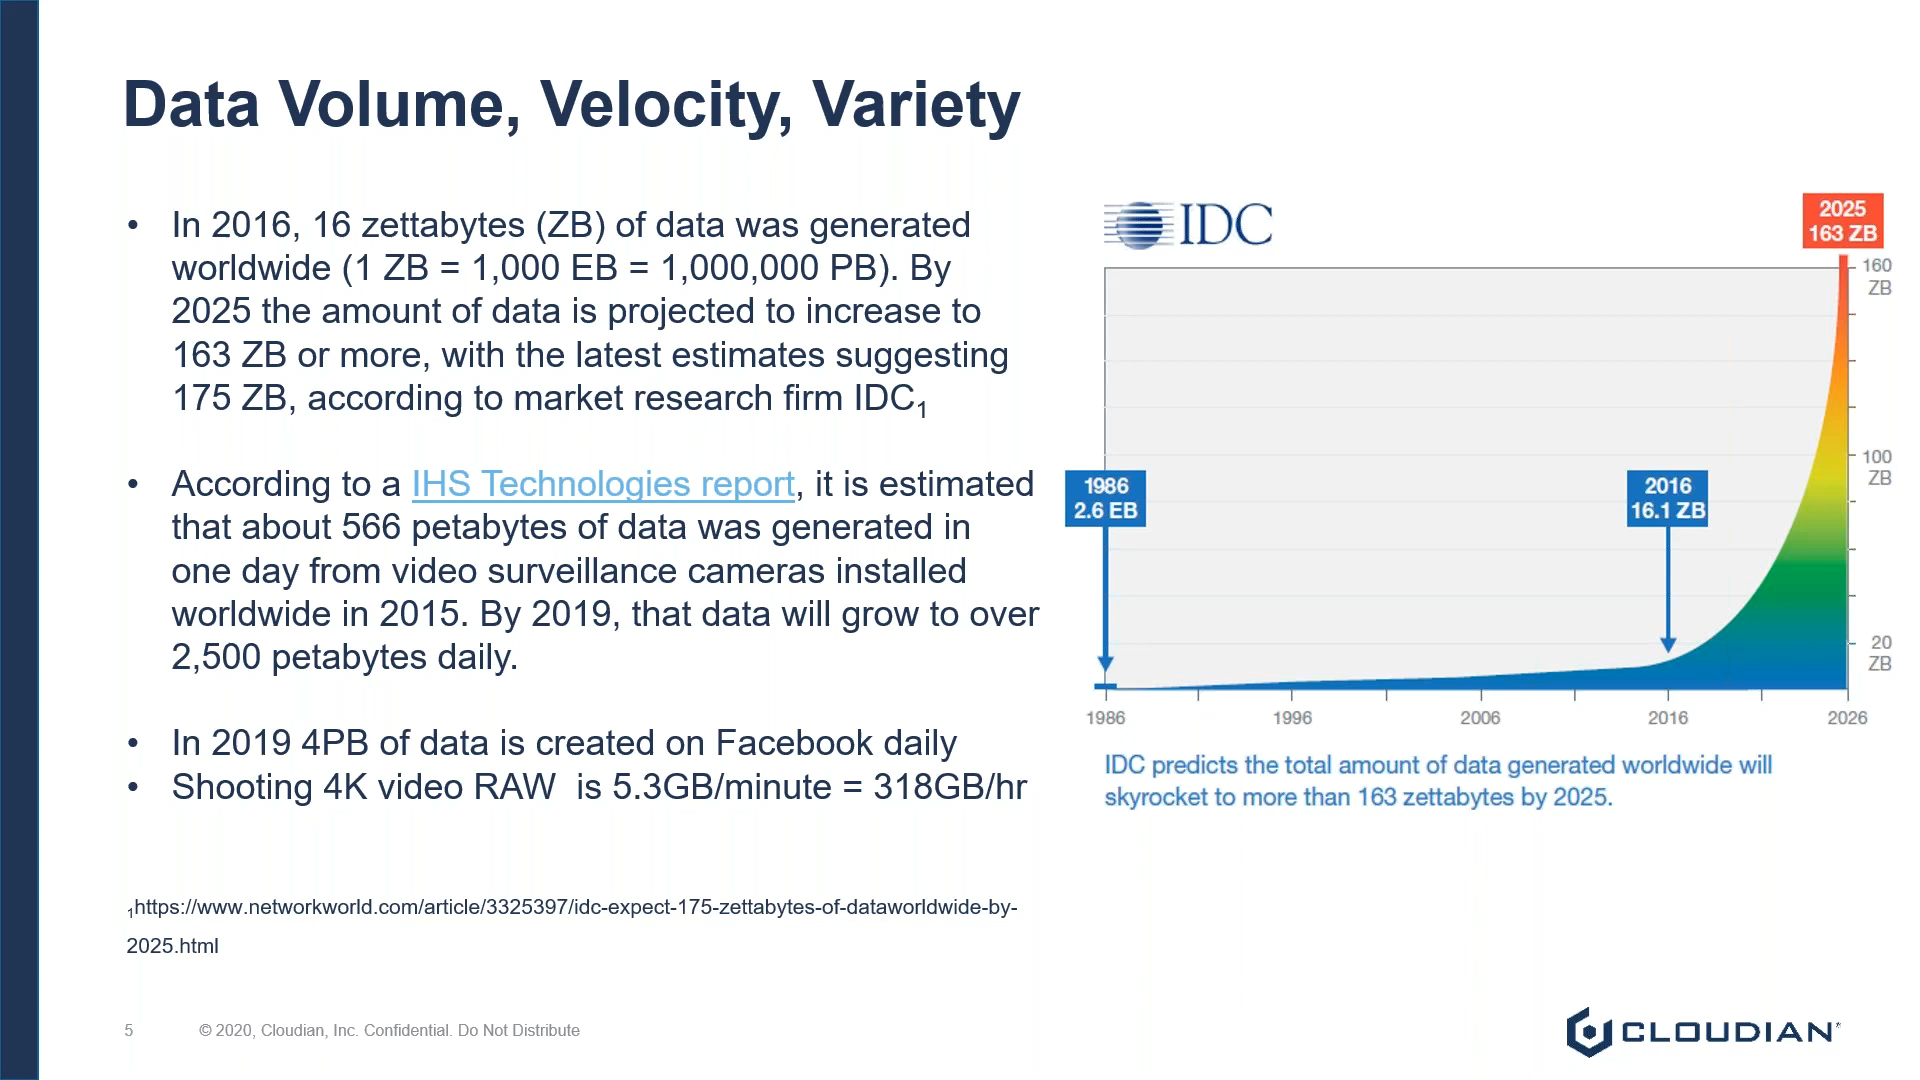 Data Volume, Velocity, Variety
• In 2016, 16 zettabytes (ZB) of data was generated
worldwide (1 ZB = 1,000 EB = 1,000,000 PB). By
2025 the amount of data is projected to increase to
163 ZB or more, with the latest estimates suggesting
175 ZB, according to market research firm IDC1
• According to a IHS Technologies report, it is estimated
that about 566 petabytes of data was generated in
one day from video surveillance cameras installed
worldwide in 2015. By 2019, that data will grow to over
2,500 petabytes daily.
• In 2019 4PB of data is created on Facebook daily
• Shooting 4K video RAW  is 5.3GB/minute = 318GB/hr
1https://www.networkworld.com/article/3325397/idc-expect-175-zettabytes-of-dataworldwide-by-
2025.html
IDC
2025
163 ZB
160
ZB
100
ZB
20
ZB
1986
2.6 EB
2016
16.1 ZB
1986
1996
2006
2016
2026
IDC predicts the total amount of data generated worldwide will
skyrocket to more than 163 zettabytes by 2025.
5
© 2020, Cloudian, Inc. Confidential. Do Not Distribute
CLOUDIAN